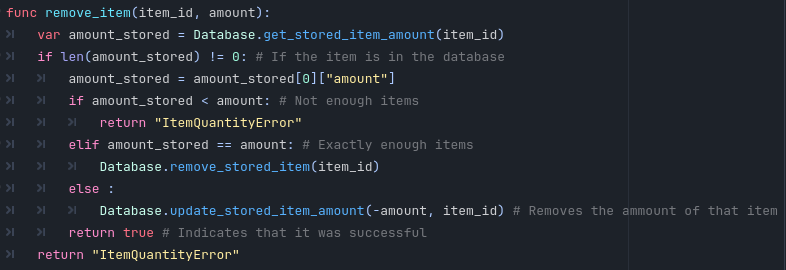 func remove_item(item_id, amount):
var amount_stored = Database.get_stored_item_amount(item_id)
if len(amount_stored) != 0: # If the item is in the database
amount_stored = amount_stored[0]["amount"]
if amount_stored < amount: # Not enough items
return "ItemQuantityError"
elif amount_stored == amount: # Exactly enough items
Database.remove_stored_item(item_id)
else :
Database.update_stored_item_amount(-amount, item_id) # Removes the ammount of that item
return true # Indicates that it was successful
return "ItemQuantityError"